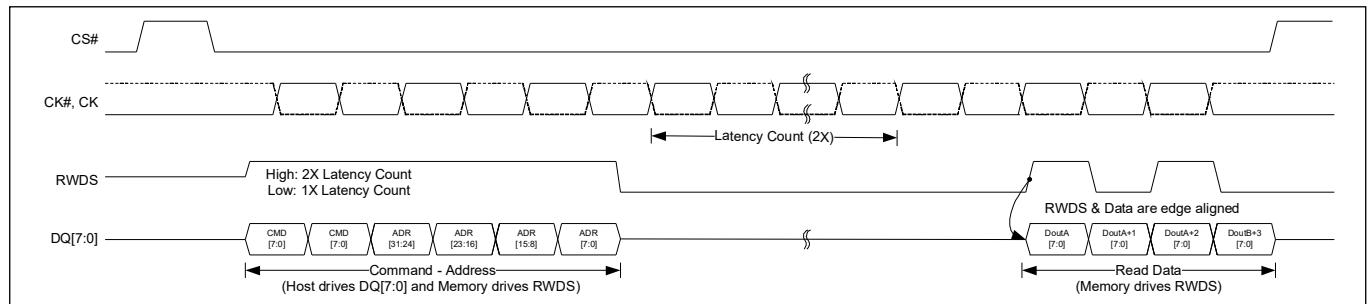 CS#
CK#, CK
Latency Count (2X)
RWDS
High: 2X Latency Count
Low: 1X Latency Count
RWDS & Data are edge aligned
DQ[7:0]
CMD
[7:0]
CMD
[7:0]
ADR
[31:24]
ADR
[23:16]
ADR
[15:8]
ADR
[7:0]
DoutA
[7:0]
DoutA+1
[7:0]
DoutA+2
[7:0]
DoutB+3
[7:0]
Command - Address
(Host drives DQ[7:0] and Memory drives RWDS)
Read Data
(Memory drives RWDS)